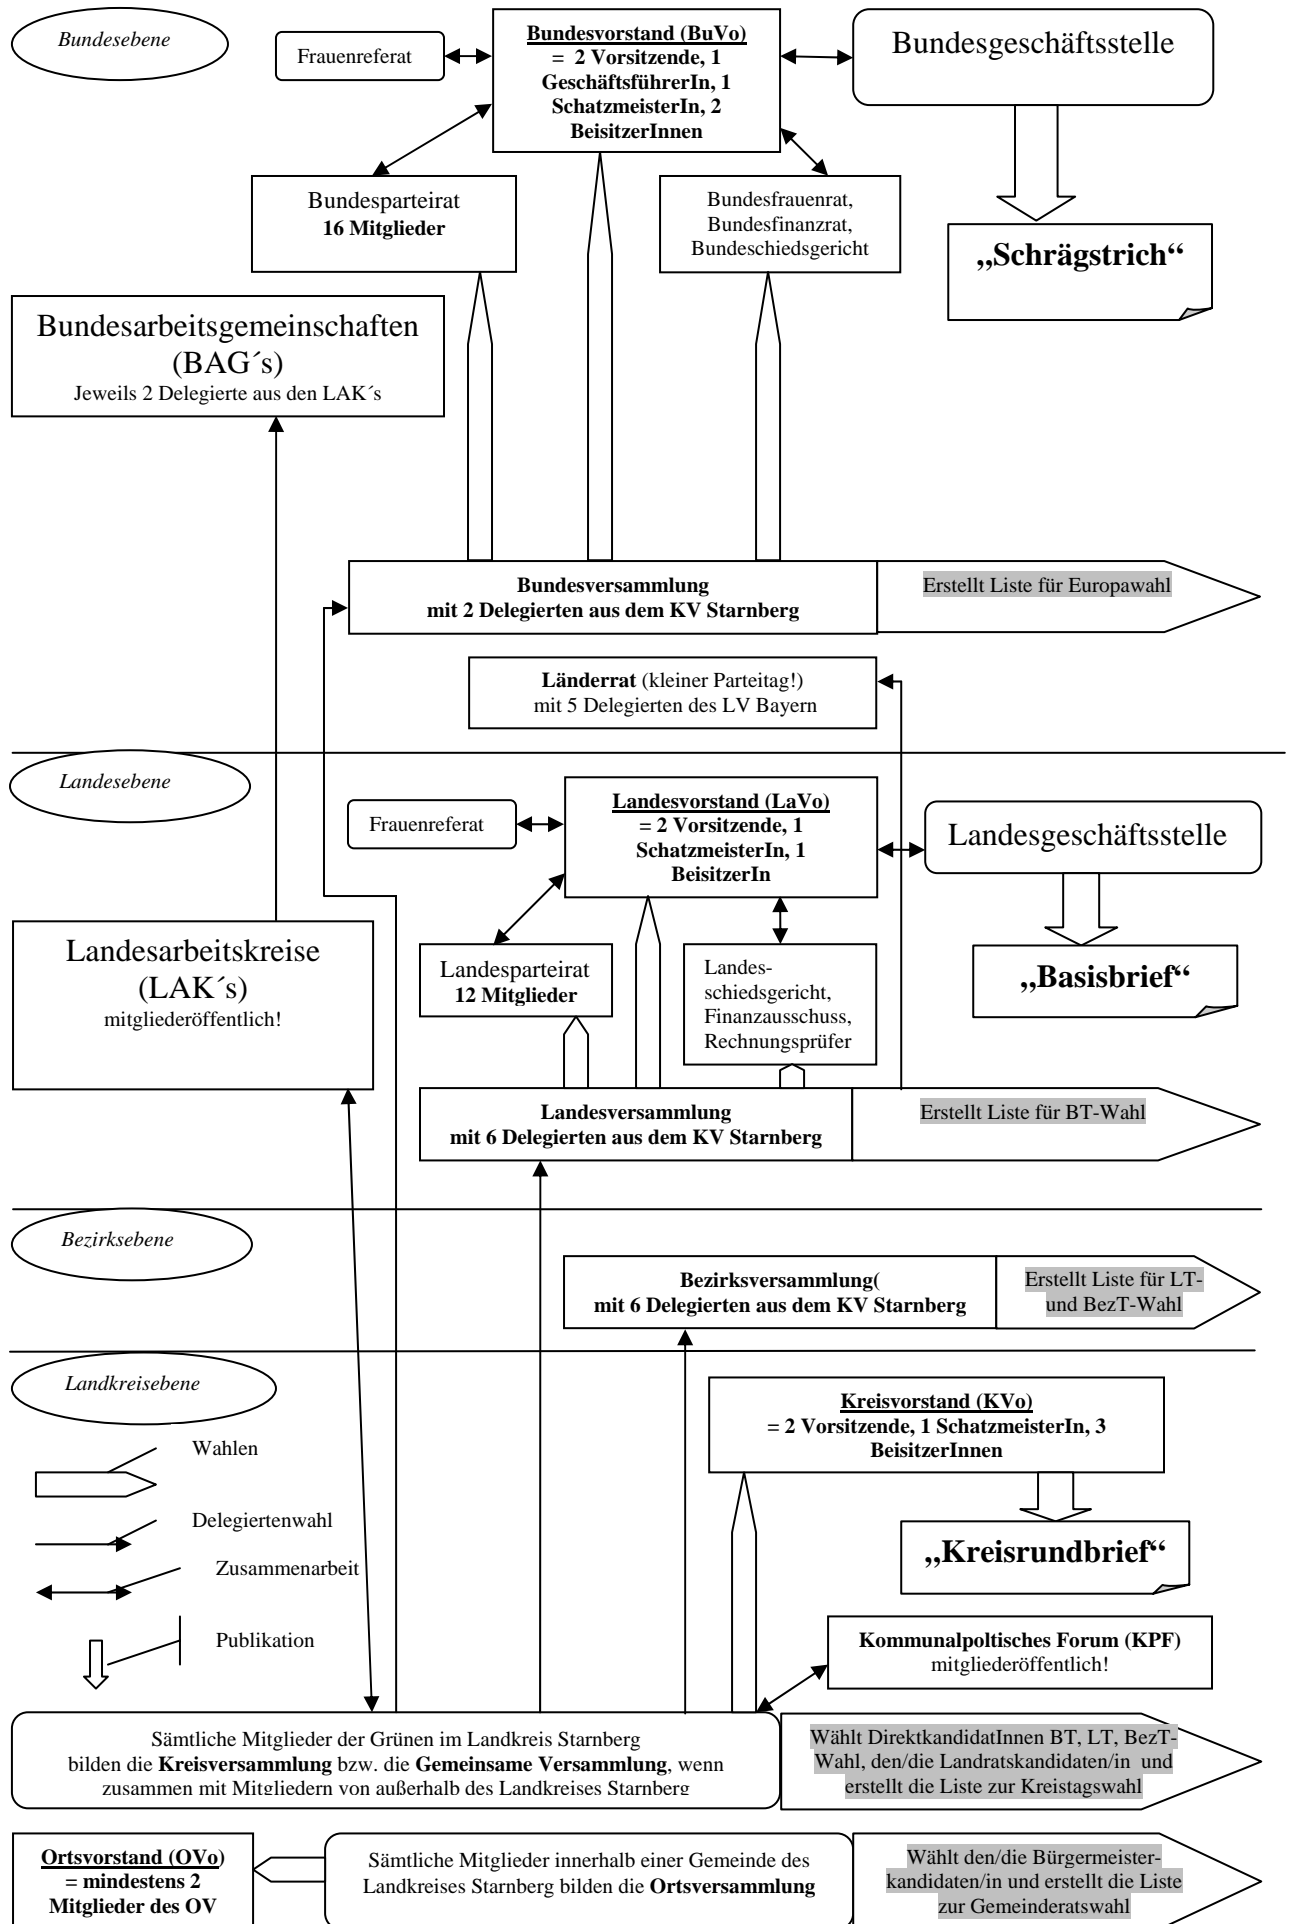 Bundesebene
Frauenreferat
Bundesvorstand (BuVo)
= 2 Vorsitzende, 1
GeschäftsführerIn, 1
SchatzmeisterIn, 2
BeisitzerInnen
Bundesgeschäftsstelle
Bundesparteirat
16 Mitglieder
Bundesfrauenrat,
Bundesfinanzrat,
Bundeschiedsgericht
„Schrägstrich“
Bundesarbeitsgemeinschaften
(BAG´s)
Jeweils 2 Delegierte aus den LAK´s
Bundesversammlung
mit 2 Delegierten aus dem KV Starnberg
Erstellt Liste für Europawahl
Länderrat (kleiner Parteitag!)
mit 5 Delegierten des LV Bayern
Landesebene
Frauenreferat
Landesvorstand (LaVo)
= 2 Vorsitzende, 1
SchatzmeisterIn, 1
BeisitzerIn
Landesgeschäftsstelle
Landesarbeitskreise
(LAK´s)
mitgliederöffentlich!
Landesparteirat
12 Mitglieder
Landes-
schiedsgericht,
Finanzausschuss,
Rechnungsprüfer
„Basisbrief“
Landesversammlung
mit 6 Delegierten aus dem KV Starnberg
Erstellt Liste für BT-Wahl
Bezirksebene
Bezirksversammlung(
mit 6 Delegierten aus dem KV Starnberg
Erstellt Liste für LT-
und BezT-Wahl
Landkreisebene
Kreisvorstand (KVo)
= 2 Vorsitzende, 1 SchatzmeisterIn, 3
BeisitzerInnen
Wahlen
Delegiertenwahl
Zusammenarbeit
Publikation
„Kreisrundbrief“
Kommunalpoltisches Forum (KPF)
mitgliederöffentlich!
Sämtliche Mitglieder der Grünen im Landkreis Starnberg
bilden die Kreisversammlung bzw. die Gemeinsame Versammlung, wenn
zusammen mit Mitgliedern von außerhalb des Landkreises Starnberg
Wählt DirektkandidatInnen BT, LT, BezT-
Wahl, den/die Landratskandidaten/in und
erstellt die Liste zur Kreistagswahl
Ortsvorstand (OVo)
= mindestens 2
Mitglieder des OV
Sämtliche Mitglieder innerhalb einer Gemeinde des
Landkreises Starnberg bilden die Ortsversammlung
Wählt den/die Bürgermeister-
kandidaten/in und erstellt die Liste
zur Gemeinderatswahl